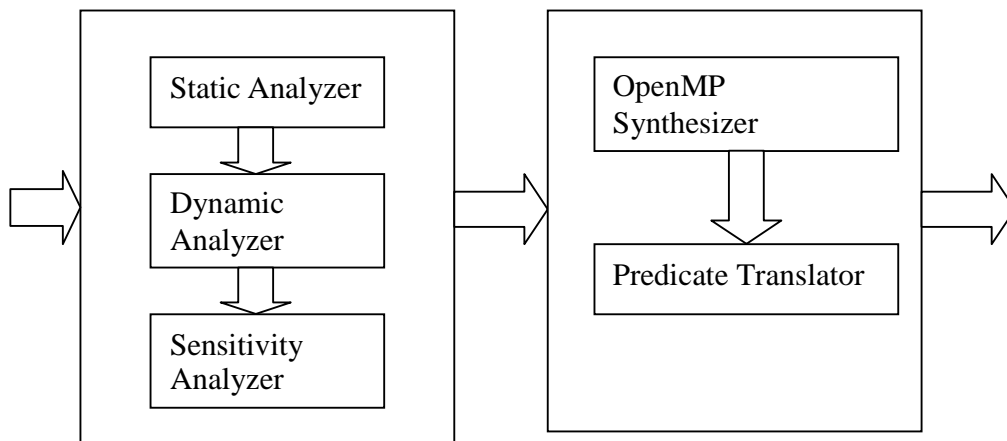 Static Analyzer
Dynamic
Analyzer
Sensitivity
Analyzer
OpenMP
Synthesizer
Predicate Translator